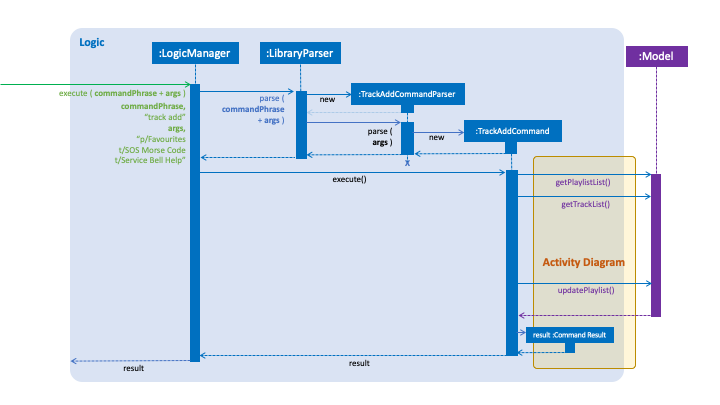 Logic
:LogicManager
:LibraryParser
:Model
execute ( commandPhrase + args )
commandPhrase,
"track add"
args,
"p/Favourites
t/SOS Morse Code
t/Service Bell Help"
parse (
commandPhrase
+ args )
new
:TrackAddCommandParser
parse (
args )
new
:TrackAddCommand
X
execute()
getPlaylistList()
getTrackList()
Activity Diagram
updatePlaylist()
result :Command Result
result
result